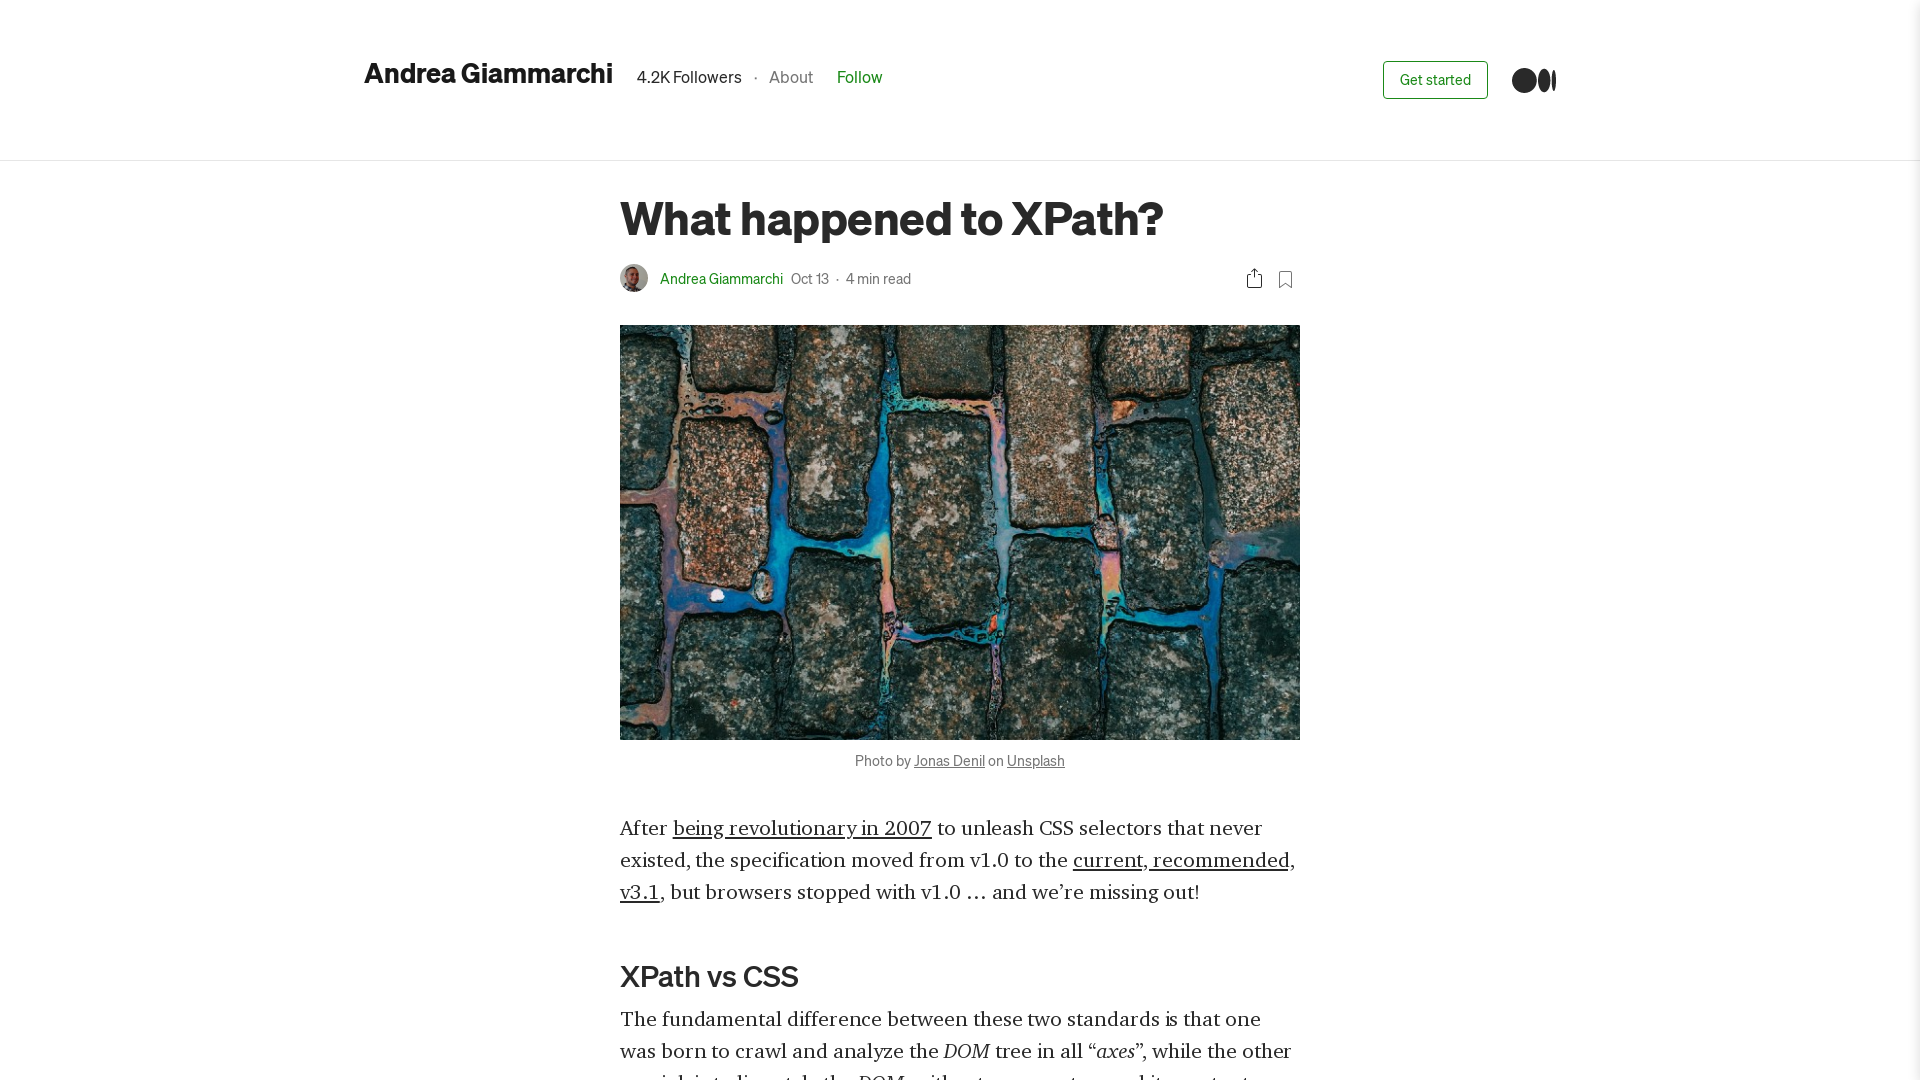 Andrea Giammarchi 4.2K Followers · About Follow Get started
What happened to XPath?
Andrea Giammarchi Oct 13 · 4 min read
Photo by Jonas Denil on Unsplash
After being revolutionary in 2007 to unleash CSS selectors that never
existed, the specification moved from v1.0 to the current, recommended,
v3.1, but browsers stopped with v1.0 … and we’re missing out!
XPath vs CSS
The fundamental difference between these two standards is that one
was born to crawl and analyze the DOM tree in all “axes”, while the other